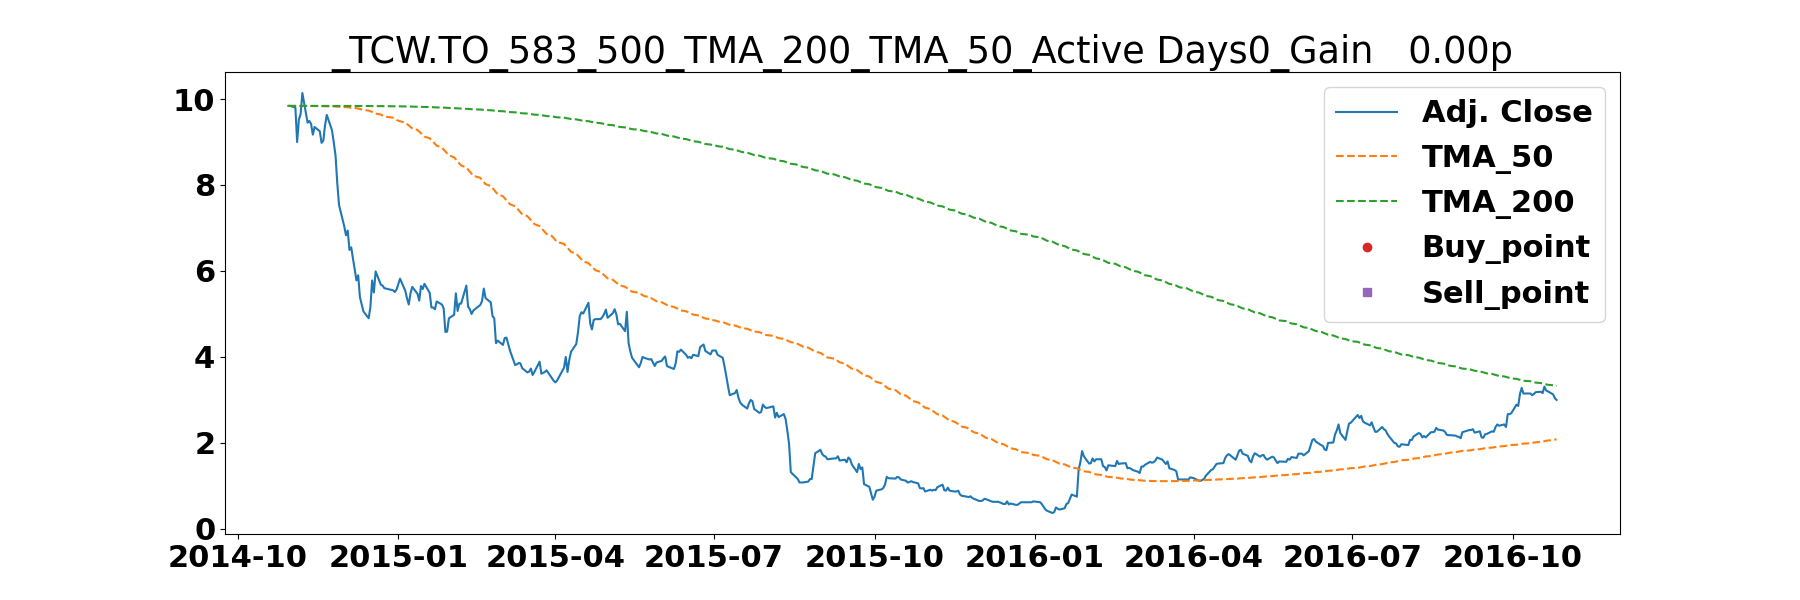 _TCW.TO_583_500_TMA_200_TMA_50_Active Days0_Gain   0.00p
10
8
6
4
2
0
Adj. Close
TMA_50
TMA_200
Buy_point
Sell_point
2014-10 2015-01 2015-04 2015-07 2015-10 2016-01 2016-04 2016-07 2016-10